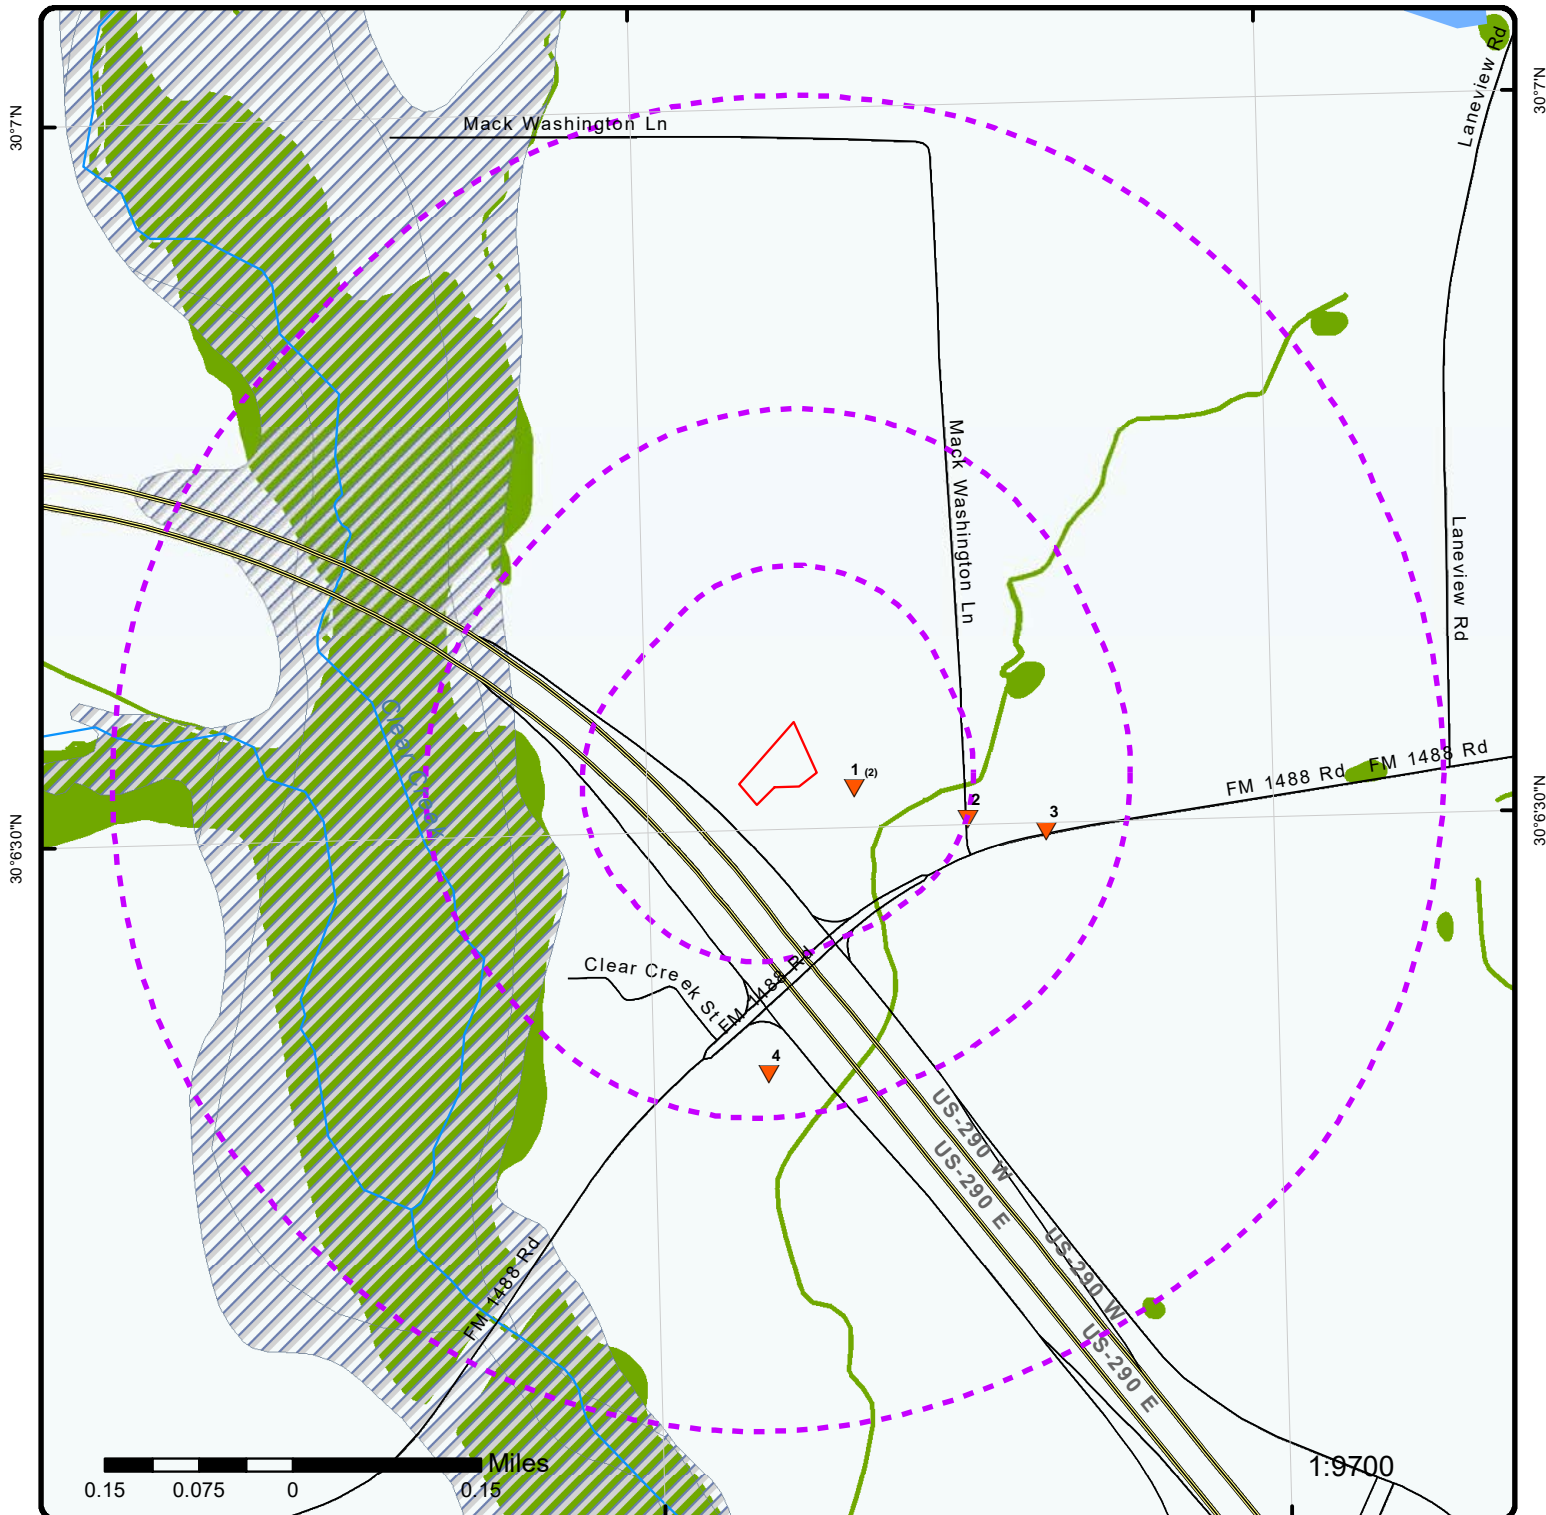 Laneview Rd
30°7'N
30°7'N
Mack Washington Ln
Mack Washington Ln
Laneview Rd
Clear Creek
1 (2)
2
3
FM 1488 Rd
FM 1488 Rd
30°6'30"N
30°6'30"N
Clear Creek St
FM 1488 Rd
4
US-290 W
US-290 E
US-290 W
US-290 E
FM 1488 Rd
Miles
0.15 0.075 0 0.15
1:9700